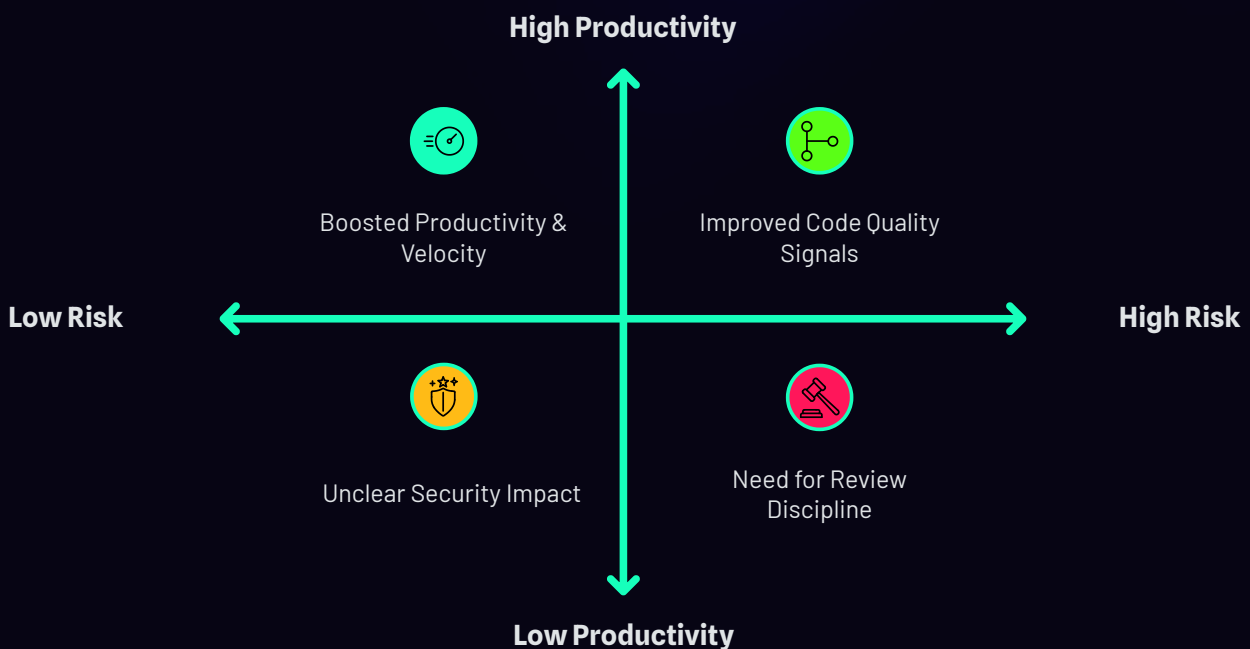 High Productivity
Boosted Productivity &
Velocity
Improved Code Quality
Signals
Low Risk
High Risk
Unclear Security Impact
Need for Review
Discipline
Low Productivity